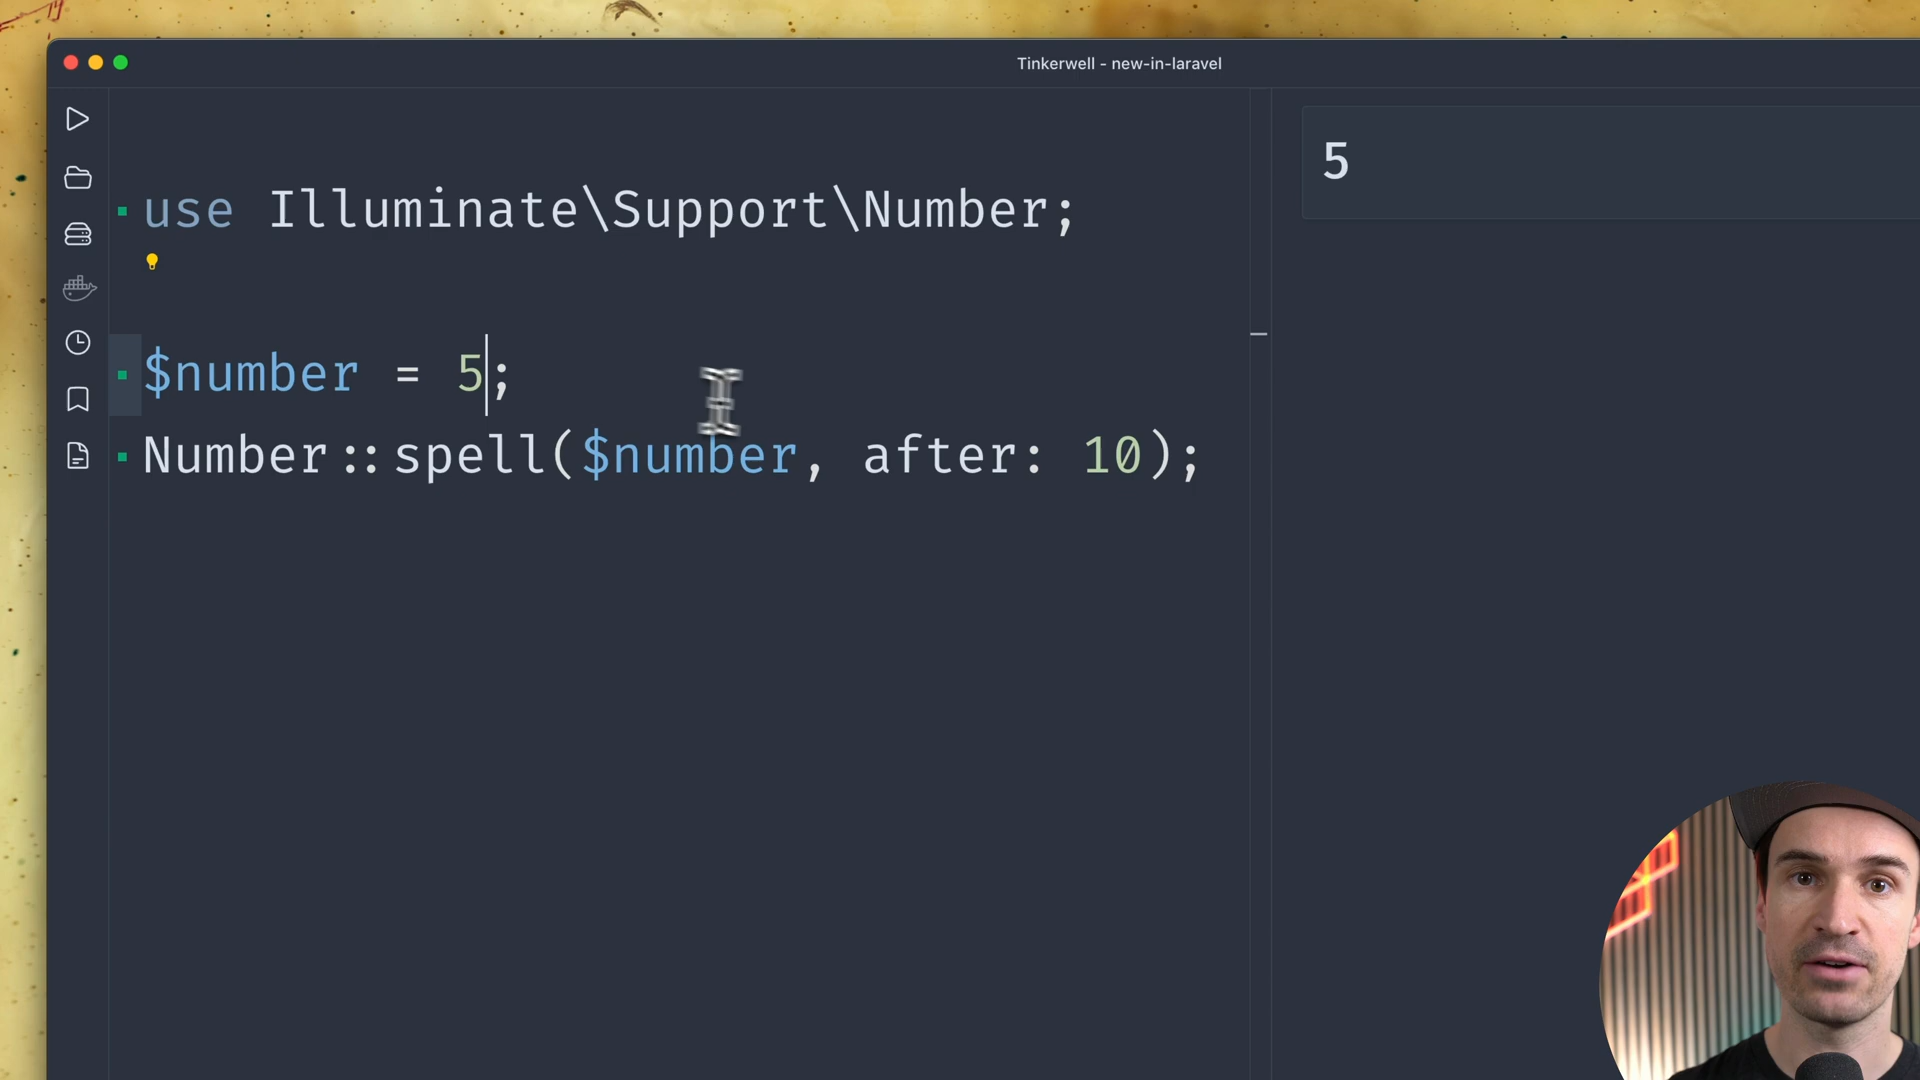 Tinkerwell - new-in-laravel
use Illuminate\Support\Number;
$number = 5;
Number::spell($number, after: 10);
5